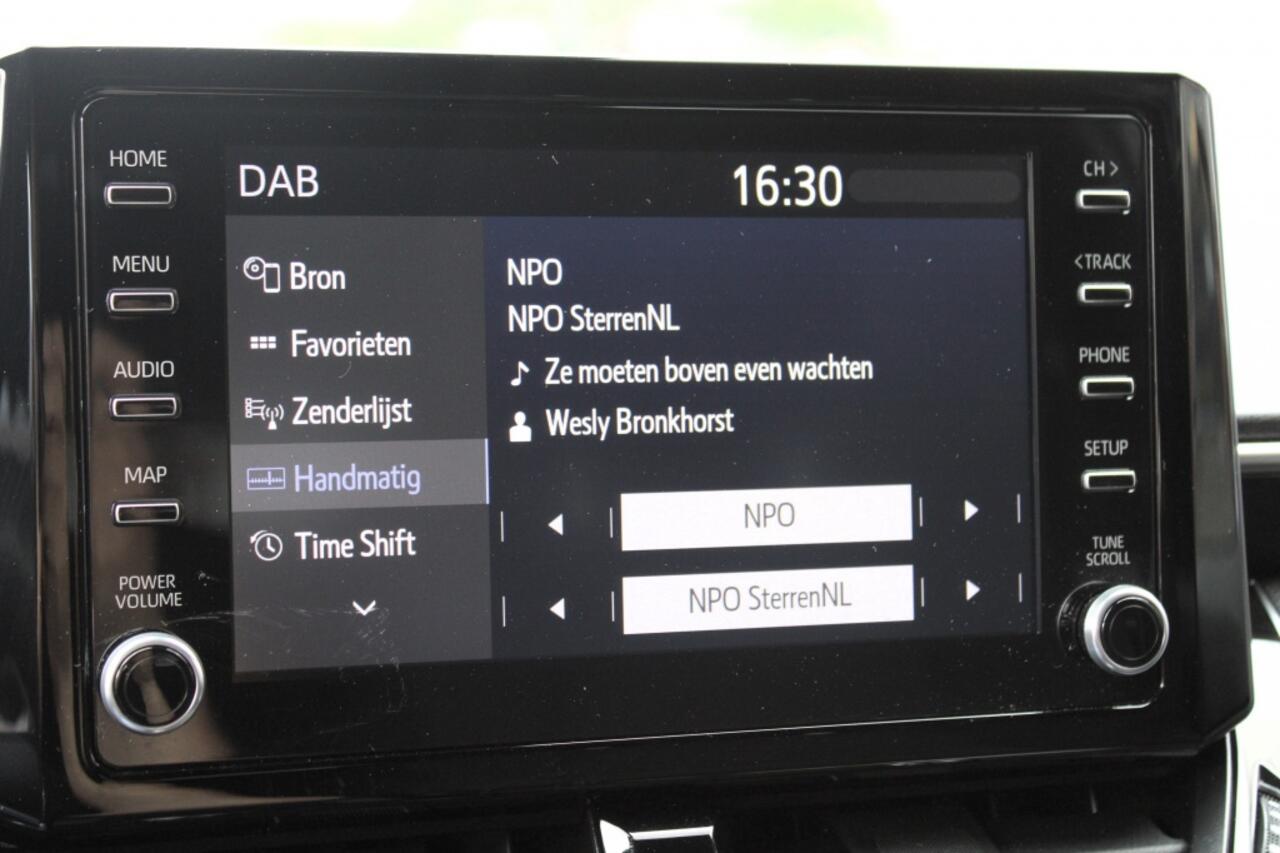 HOME
MENU
AUDIO
MAP
POWER
VOLUME
DAB
16:30
Bron
Favorieten
Zenderlijst
Handmatig
Time Shift
NPO
NPO SterrenNL
Ze moeten boven even wachten
Wesly Bronkhorst
NPO
NPO SterrenNL
CH >
< TRACK
PHONE
SETUP
TUNE
SCROLL